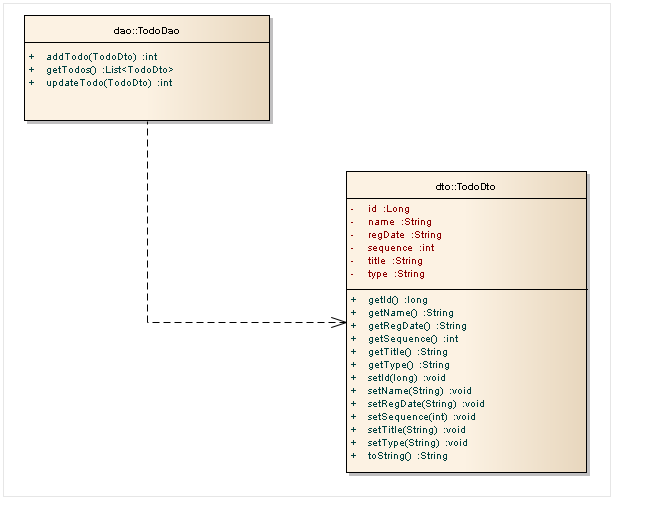 dao::TodoDao
+ addTodo(TodoDto) :int
+ getTodos() :List<TodoDto>
+ updateTodo(TodoDto) :int
dto::TodoDto
- id :Long
- name :String
- regDate :String
- sequence :int
- title :String
- type :String
+ getId() :long
+ getName() :String
+ getRegDate() :String
+ getSequence() :int
+ getTitle() :String
+ getType() :String
+ setId(long) :void
+ setName(String) :void
+ setRegDate(String) :void
+ setSequence(int) :void
+ setTitle(String) :void
+ setType(String) :void
+ toString() :String